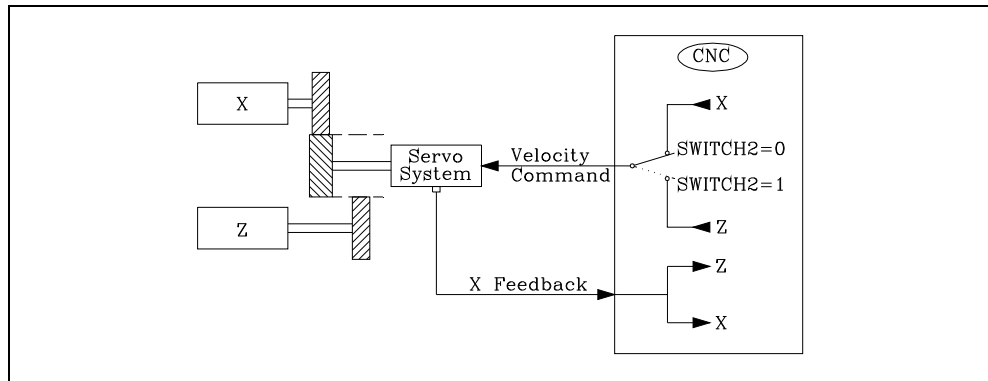 CNC
X
X
SWITCH2=0
Servo
System
Velocity
Command
SWITCH2=1
Z
Z
Z
X Feedback
X